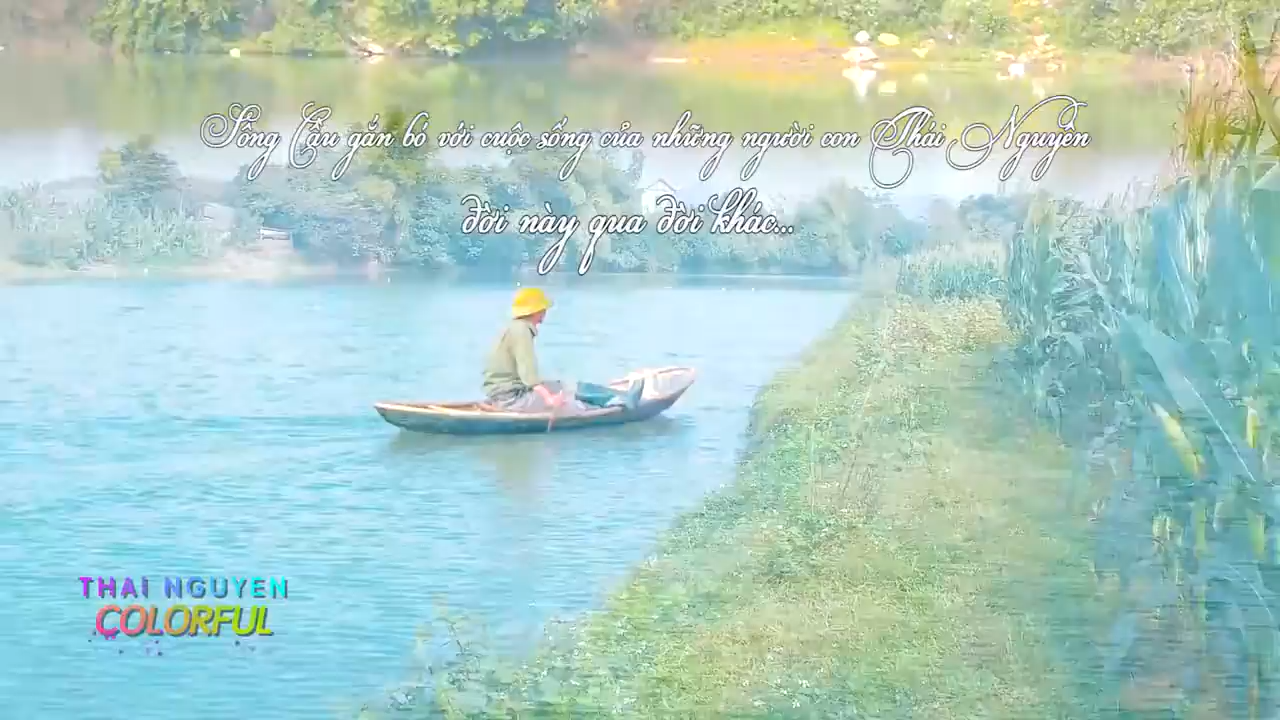 Sông Cầu gắn bó với cuộc sống của những người con Thái Nguyên
đời này qua đời khác...
THAI NGUYEN
COLORFUL